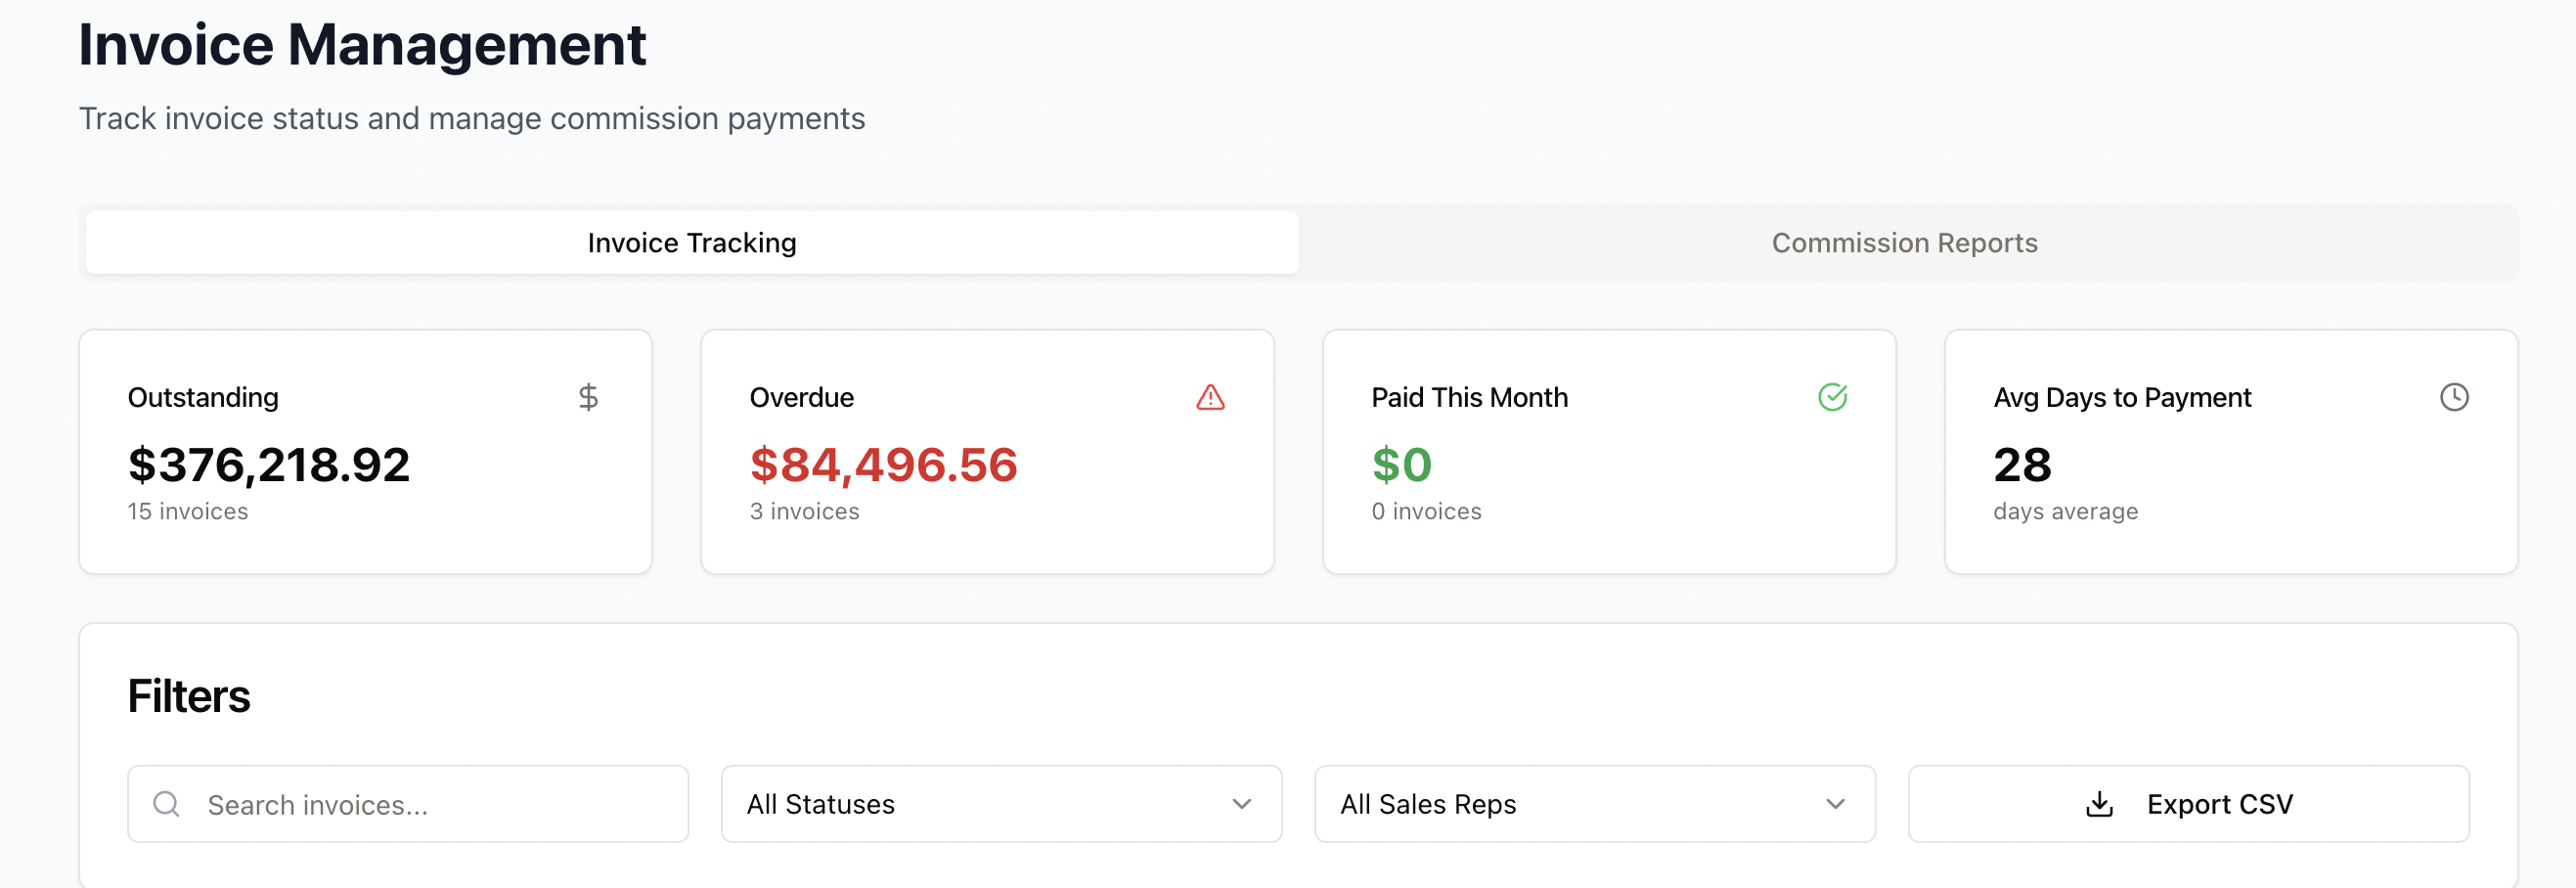 Invoice Management
Track invoice status and manage commission payments
Invoice Tracking
Commission Reports
Outstanding
$376,218.92
15 invoices
Overdue
$84,496.56
3 invoices
Paid This Month
$0
0 invoices
Avg Days to Payment
28
days average
Filters
Search invoices...
All Statuses
All Sales Reps
Export CSV